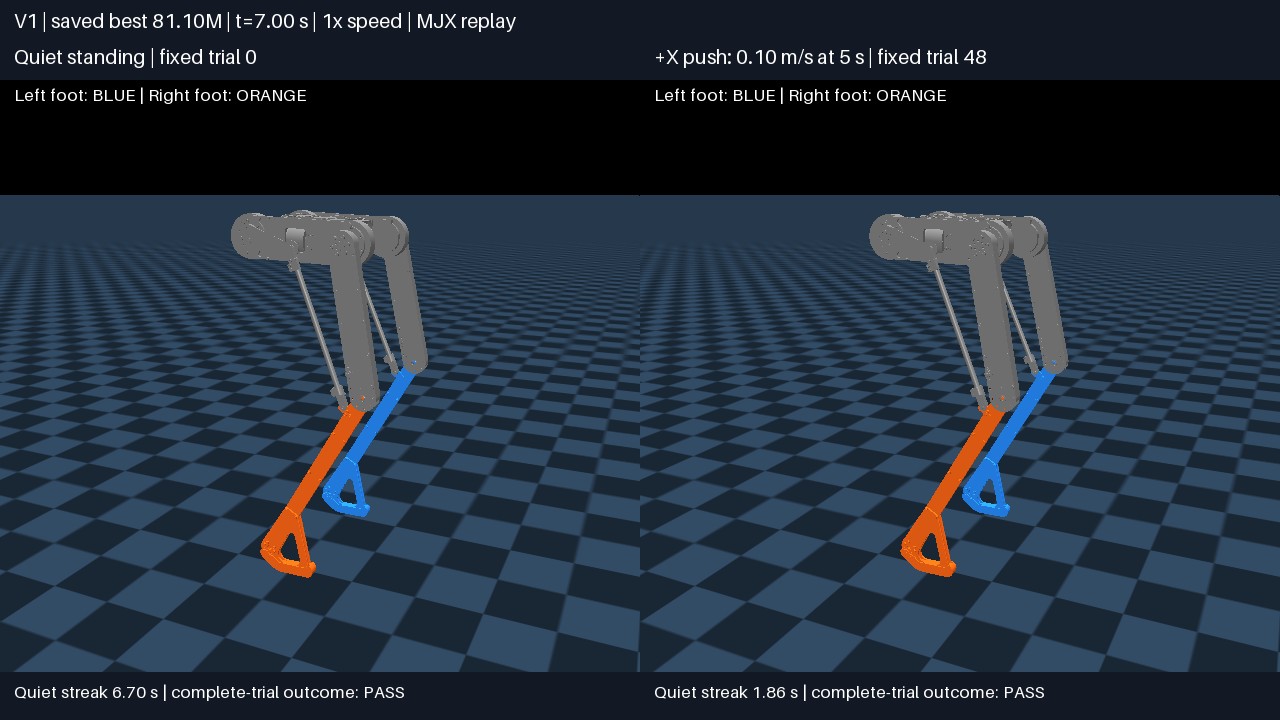 V1 | saved best 81.10M | t=7.00 s | 1x speed | MJX replay
Quiet standing | fixed trial 0
+X push: 0.10 m/s at 5 s | fixed trial 48
Left foot: BLUE | Right foot: ORANGE
Left foot: BLUE | Right foot: ORANGE
Quiet streak 6.70 s | complete-trial outcome: PASS
Quiet streak 1.86 s | complete-trial outcome: PASS